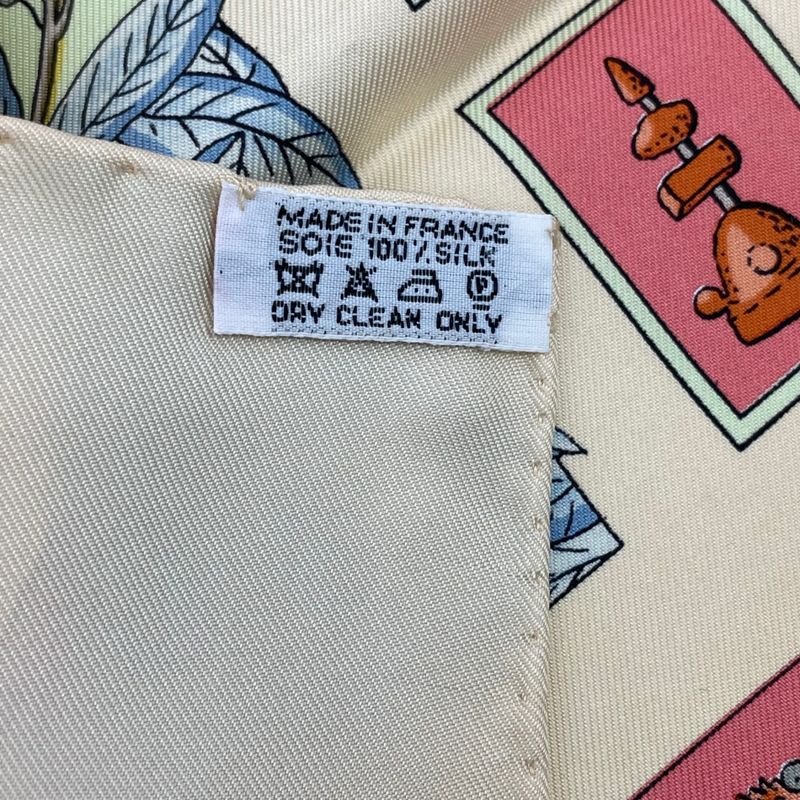 MADE IN FRANCE
SOIE 100% SILK
P
DRY CLEAN ONLY